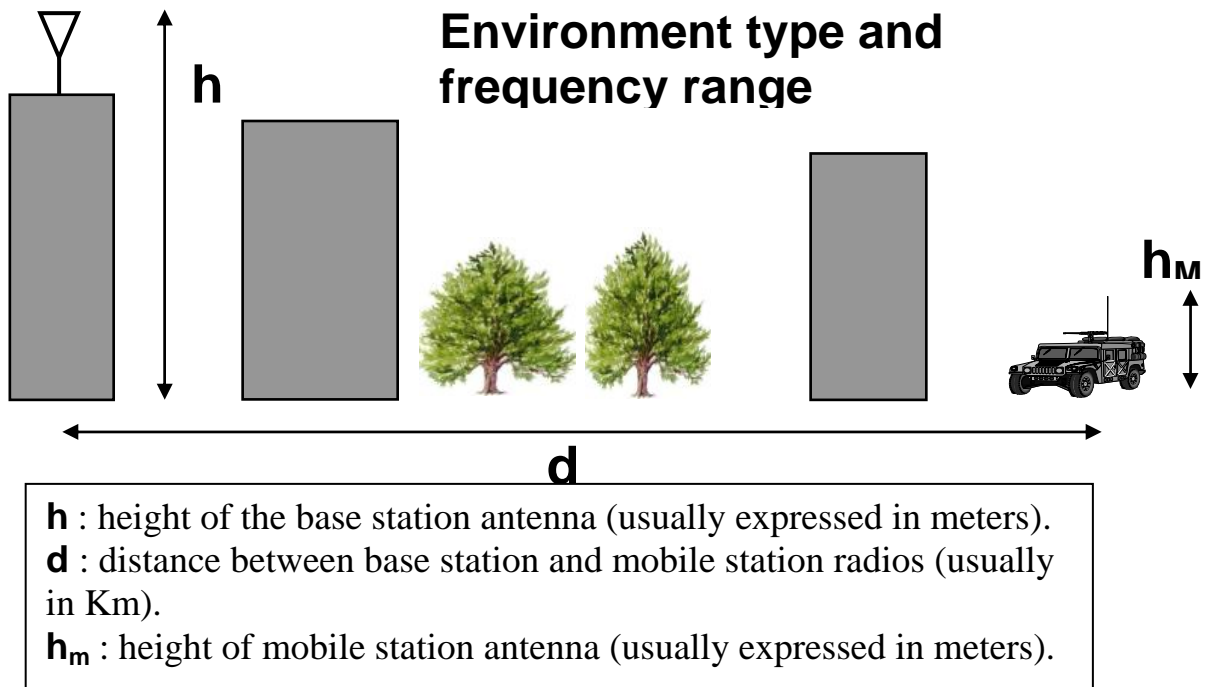 Environment type and
frequency range
h
hM
d
h : height of the base station antenna (usually expressed in meters).
d : distance between base station and mobile station radios (usually
in Km).
hm : height of mobile station antenna (usually expressed in meters).